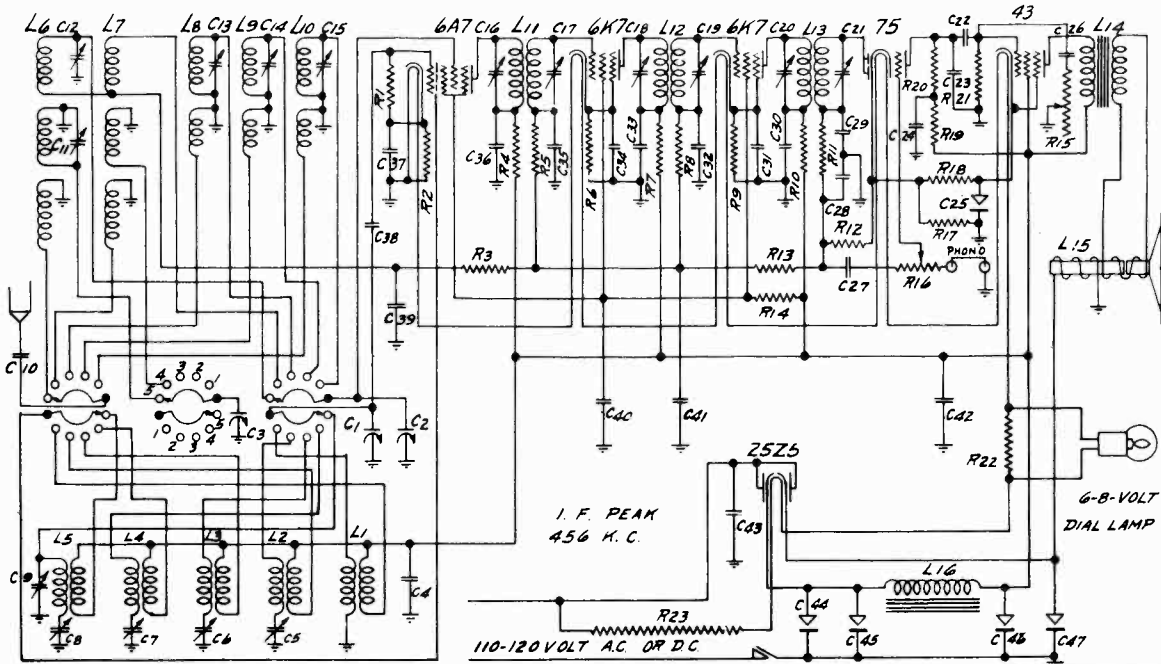 L6 C12 L7 L8 C13 L9 C14 L10 C15 6A7 C16 L11 C17 6K7 C18 L12 C19 6K7 C20 L13 C21 75 C22 43 C26 L14
R1 R20 C23 R21
C11 C37 R2 C36 R4 R5 C35 R6 C34 C33 R7 R8 C32 R9 C31 C30 R10 R11 C29 C24 R19 R15
C28 R18 C25
C38 R12 R17
R3 R13 PHONO L15
C39 C27 R16
R14
C10
4 3 2 1
5
C40 C41 C42
C3 C1 C2
1 2 3 4 5
R22
25Z5
6-8-VOLT
DIAL LAMP
I.F. PEAK
456 K.C.
C43
L5 L4 L3 L2 L1
C9 C4 L16
C8 C7 C6 C5
R23 C44 C45 C46 C47
110-120 VOLT A.C. OR D.C.